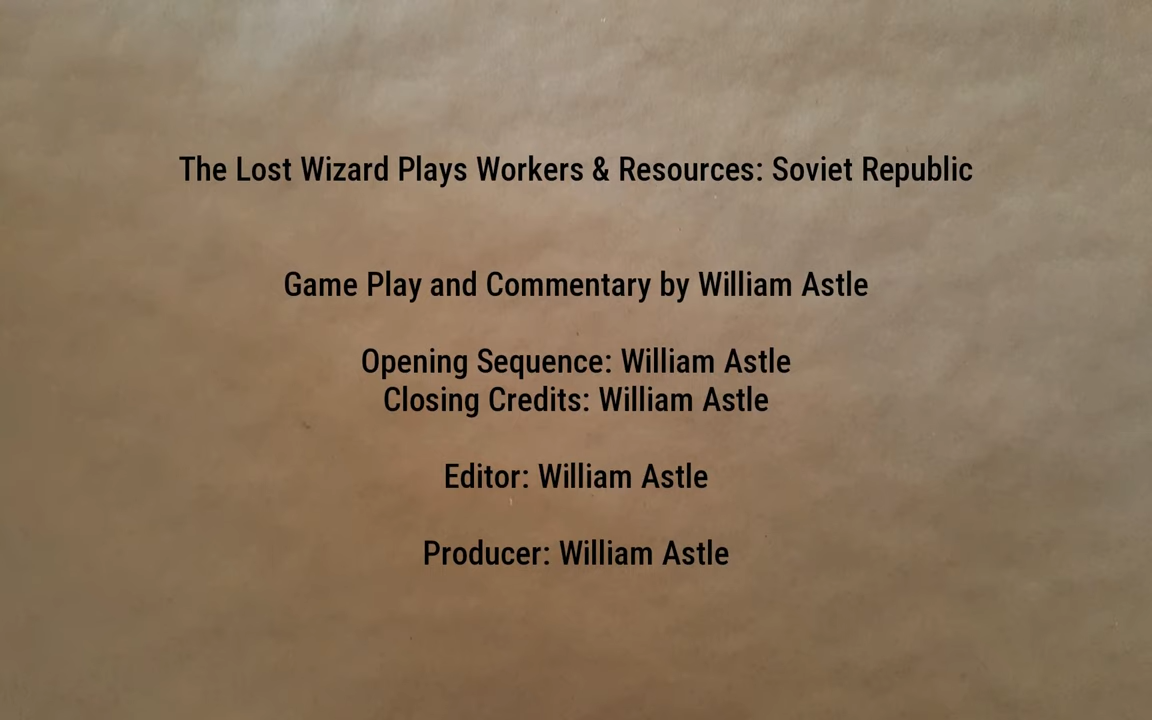 The Lost Wizard Plays Workers & Resources: Soviet Republic
Game Play and Commentary by William Astle
Opening Sequence: William Astle
Closing Credits: William Astle
Editor: William Astle
Producer: William Astle